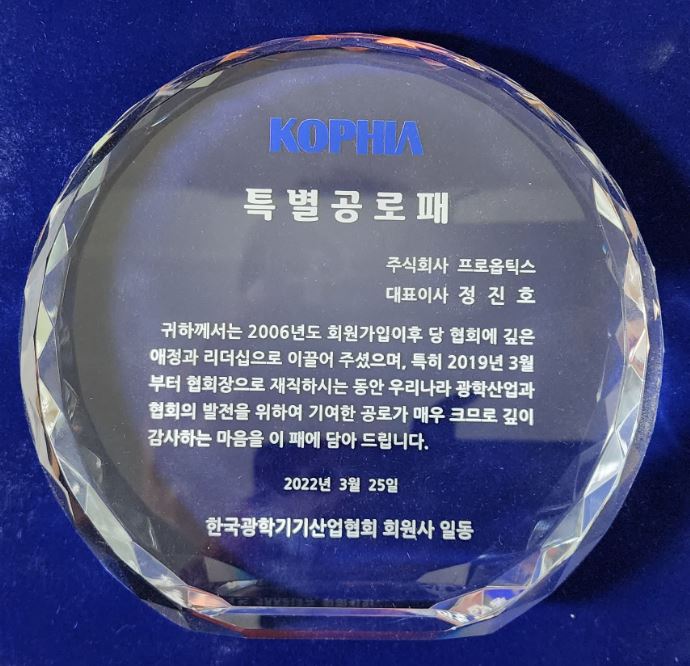 KOPHIA
특별공로패
주식회사 프로옵틱스
대표이사 정 진 호
귀하께서는 2006년도 회원가입이후 당 협회에 깊은
애정과 리더십으로 이끌어 주셨으며, 특히 2019년 3월
부터 협회장으로 재직하시는 동안 우리나라 광학산업과
협회의 발전을 위하여 기여한 공로가 매우 크므로 깊이
감사하는 마음을 이 패에 담아 드립니다.
2022년 3월 25일
한국광학기기산업협회 회원사 일동